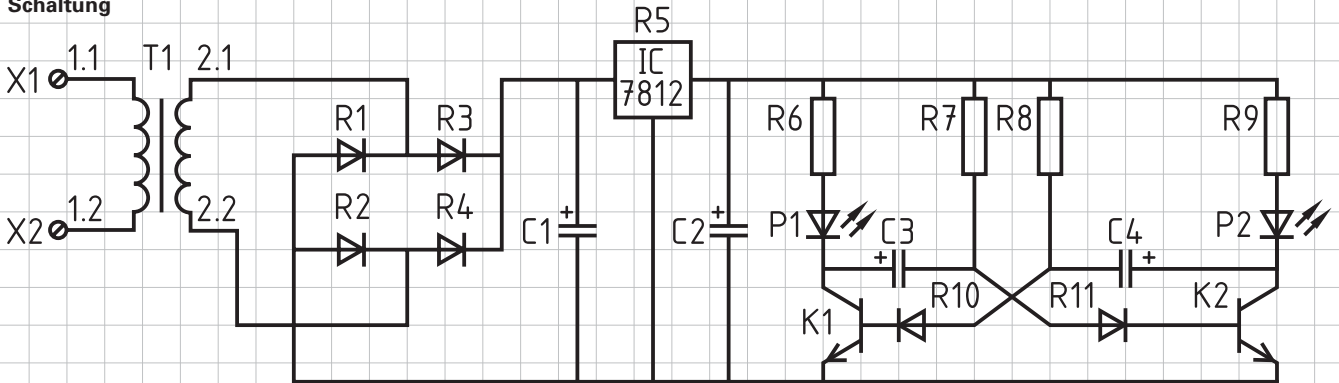 Schaltung
R5
X1 1.1 T1 2.1
IC
7812
R1 R3
R6 R7 R8 R9
X2 1.2 2.2
R2 R4
C1 + C2 + P1 C3 C4 P2
+ +
R10 R11
K1 K2